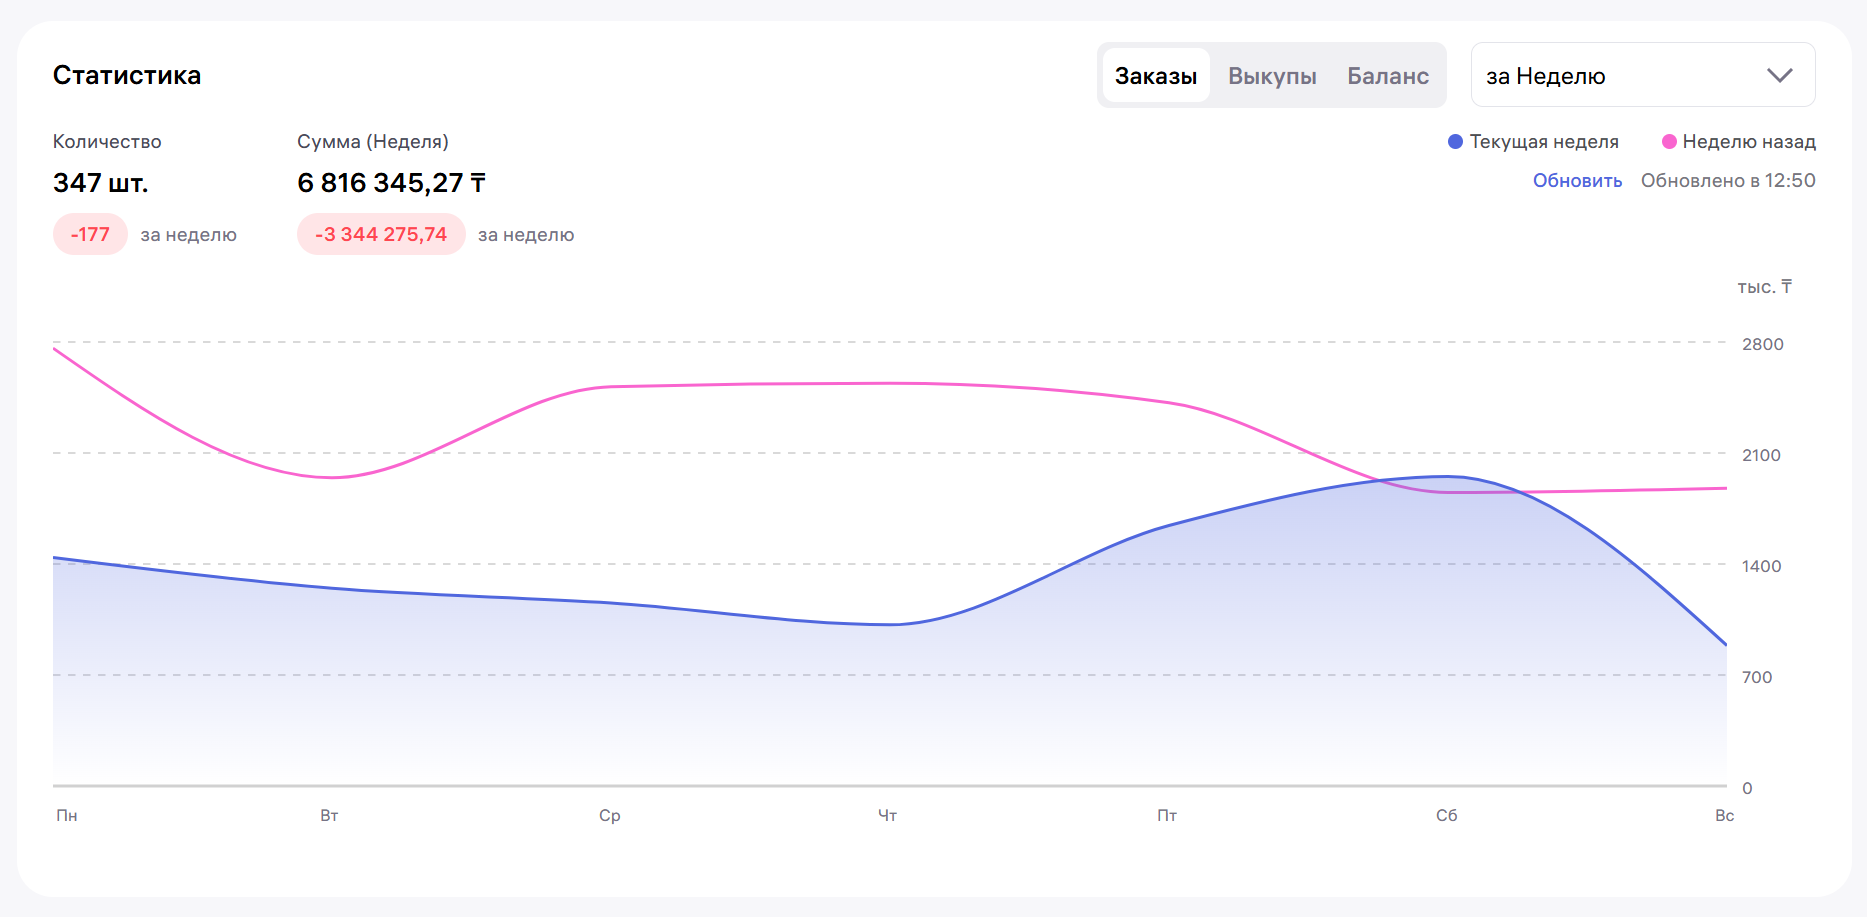 Статистика
Заказы Выкупы Баланс
за Неделю
Количество
347 шт.
-177 за неделю
Сумма (Неделя)
6 816 345,27 ₸
-3 344 275,74 за неделю
Текущая неделя Неделю назад
Обновить Обновлено в 12:50
тыс. ₸
2800
2100
1400
700
0
Пн Вт Ср Чт Пт Сб Вс